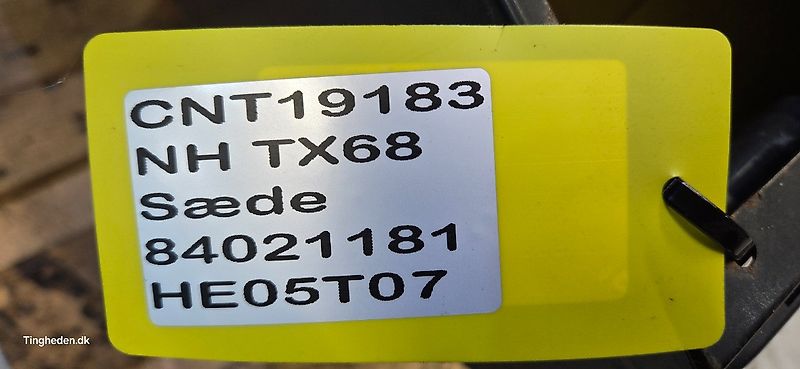 CNT19183
NH TX68
Sæde
84021181
HE05T07
Tingheden.dk